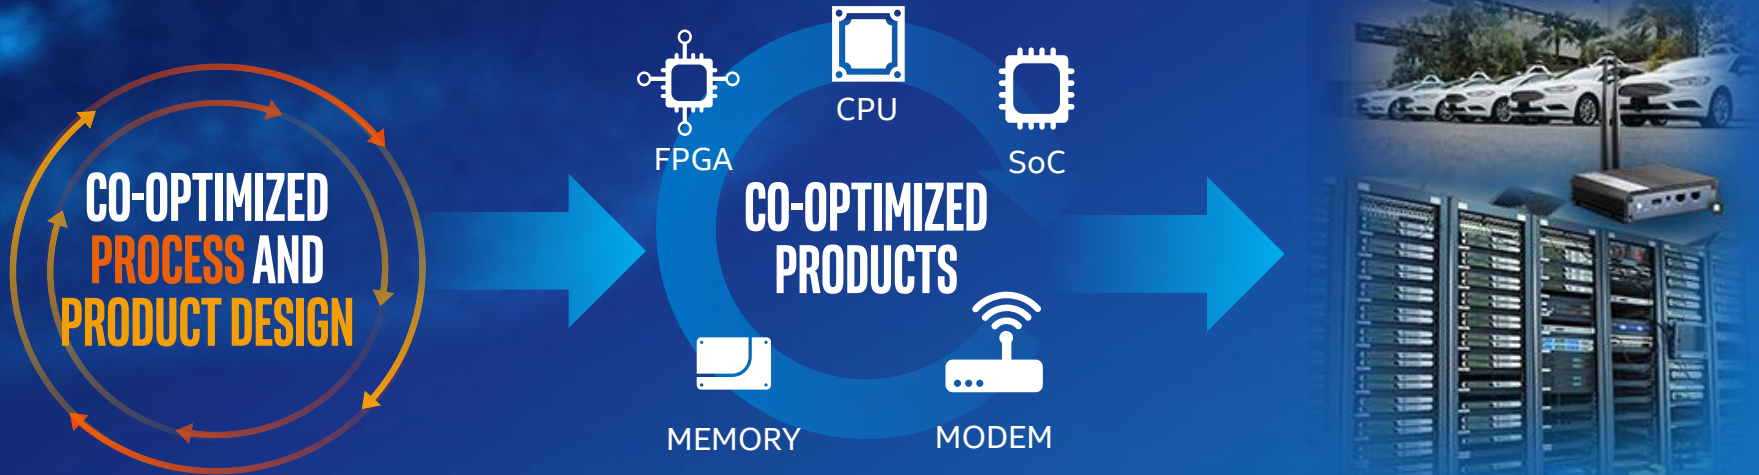 CO-OPTIMIZED
PROCESS AND
PRODUCT DESIGN
FPGA
CPU
SoC
CO-OPTIMIZED
PRODUCTS
MEMORY
MODEM